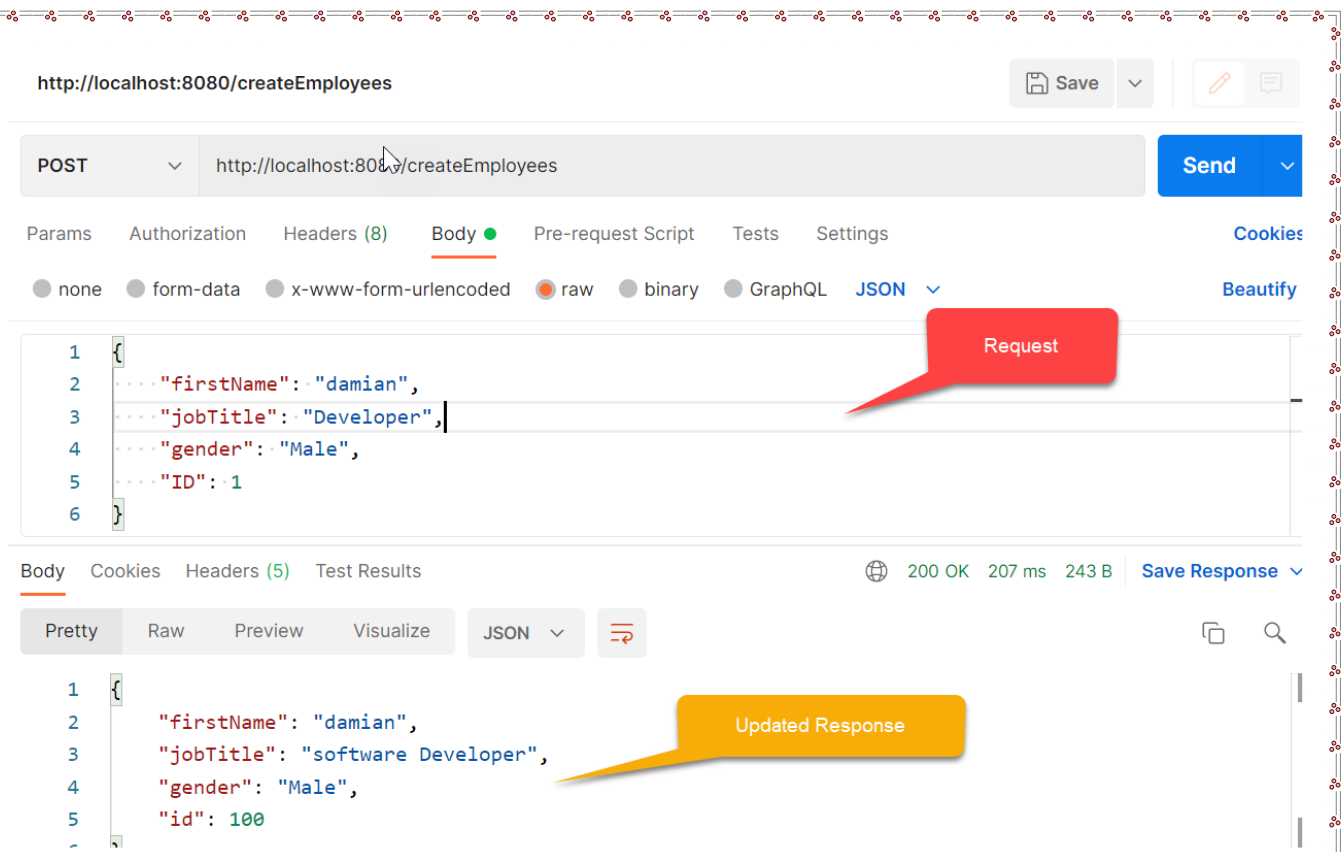 http://localhost:8080/createEmployees
Save
POST http://localhost:8080/createEmployees Send
Params Authorization Headers (8) Body Pre-request Script Tests Settings Cookies
none form-data x-www-form-urlencoded raw binary GraphQL JSON Beautify
Request
1 {
2 "firstName": "damian",
3 "jobTitle": "Developer",
4 "gender": "Male",
5 "ID": 1
6 }
Body Cookies Headers (5) Test Results 200 OK 207 ms 243 B Save Response
Pretty Raw Preview Visualize JSON
1 {
2 "firstName": "damian",
Updated Response
3 "jobTitle": "software Developer",
4 "gender": "Male",
5 "id": 100